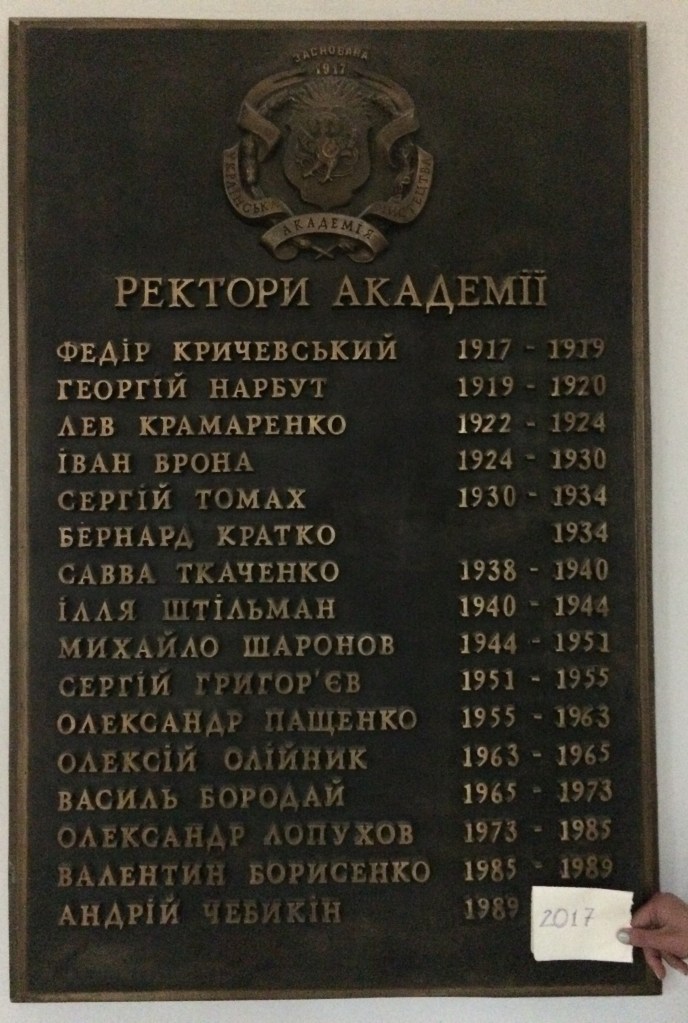 ЗАСНОВАНА
1917
УКРАЇНСЬКА
АКАДЕМІЯ
МИСТЕЦТВА
РЕКТОРИ АКАДЕМІЇ
ФЕДІР КРИЧЕВСЬКИЙ 1917 - 1919
ГЕОРГІЙ НАРБУТ 1919 - 1920
ЛЕВ КРАМАРЕНКО 1922 - 1924
ІВАН ВРОНА 1924 - 1930
СЕРГІЙ ТОМАХ 1930 - 1934
БЕРНАРД КРАТКО 1934
САВВА ТКАЧЕНКО 1938 - 1940
ІЛЛЯ ШТІЛЬМАН 1940 - 1944
МИХАЙЛО ШАРОНОВ 1944 - 1951
СЕРГІЙ ГРИГОР'ЄВ 1951 - 1955
ОЛЕКСАНДР ПАЩЕНКО 1955 - 1963
ОЛЕКСІЙ ОЛІЙНИК 1963 - 1965
ВАСИЛЬ БОРОДАЙ 1965 - 1973
ОЛЕКСАНДР ЛОПУХОВ 1973 - 1985
ВАЛЕНТИН БОРИСЕНКО 1985 - 1989
АНДРІЙ ЧЕБИКІН 1989 2017